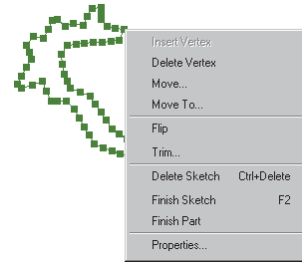 Insert Vertex
Delete Vertex
Move...
Move To...
Flip
Trim...
Delete Sketch Ctrl+Delete
Finish Sketch F2
Finish Part
Properties...